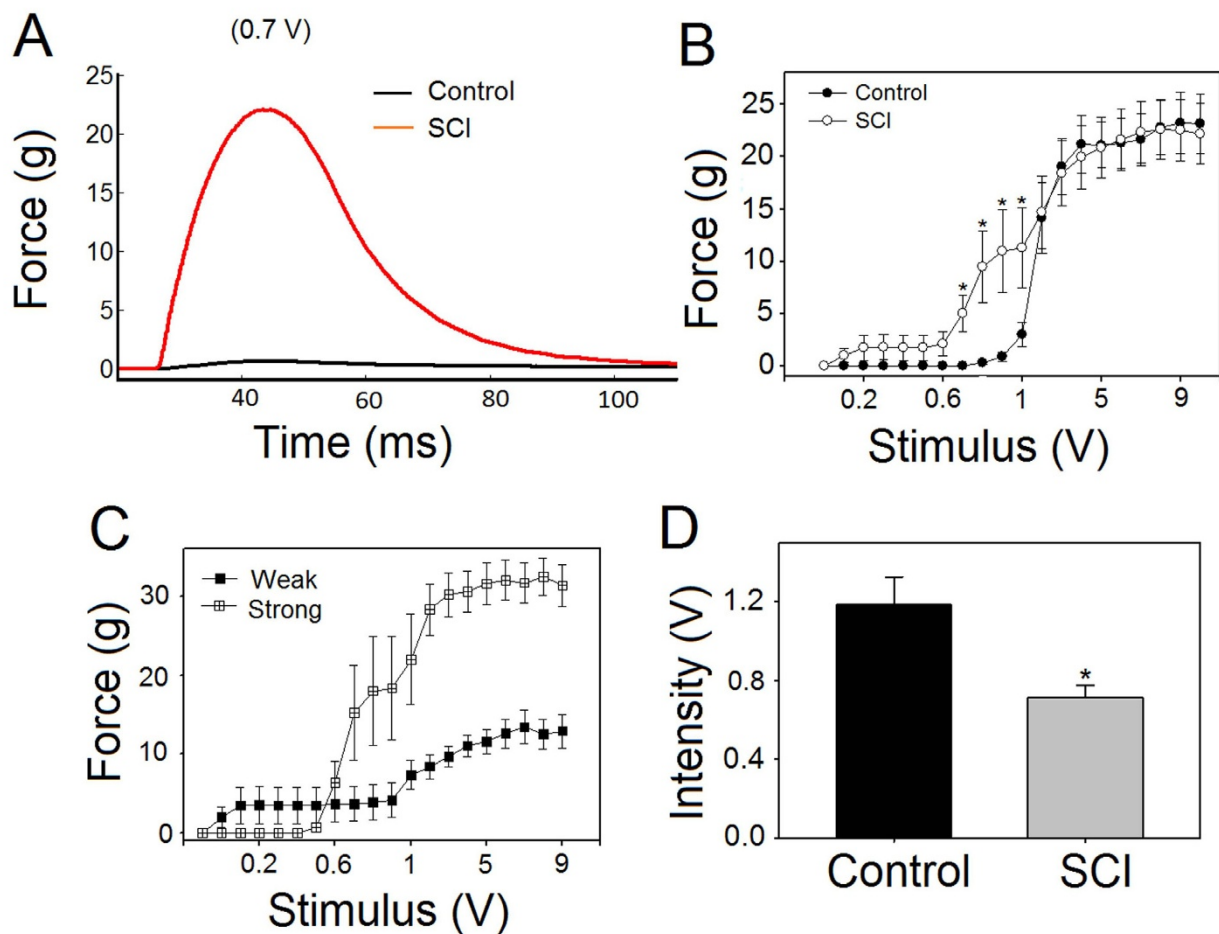 A
(0.7 V)
25
20
15
10
5
0
Force (g)
Control
SCI
40 60 80 100
Time (ms)
B
25
20
15
10
5
0
Force (g)
Control
SCI
* * * *
0.2 0.6 1 5 9
Stimulus (V)
C
30
20
10
0
Force (g)
Weak
Strong
0.2 0.6 1 5 9
Stimulus (V)
D
1.2
0.8
0.4
0.0
Intensity (V)
*
Control SCI